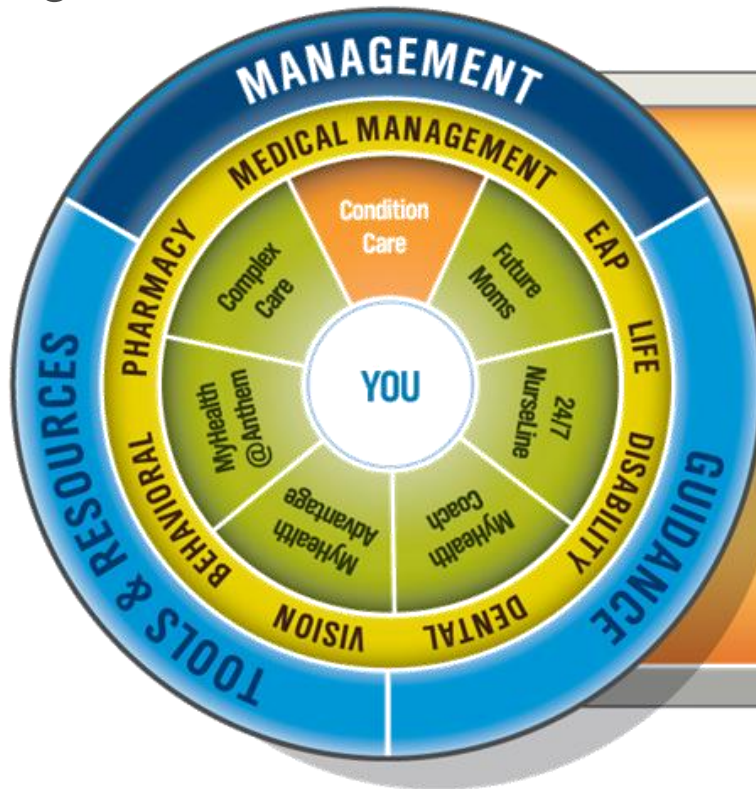 MANAGEMENT
GUIDANCE
TOOLS & RESOURCES
MEDICAL MANAGEMENT
EAP
LIFE
DISABILITY
DENTAL
VISION
BEHAVIORAL
PHARMACY
Condition
Care
Future
Moms
24/7
NurseLine
MyHealth
Coach
MyHealth
Advantage
MyHealth
@Anthem
Complex
Care
YOU